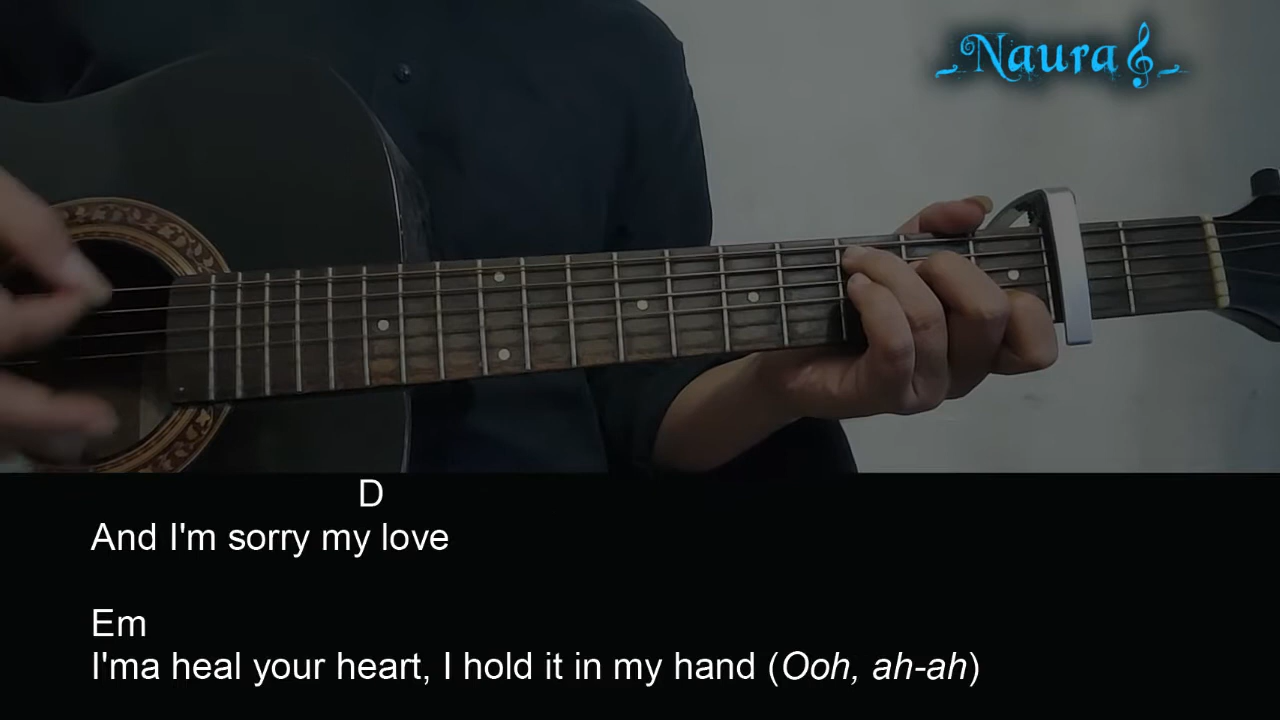 Naura
D
And I'm sorry my love
Em
I'ma heal your heart, I hold it in my hand (Ooh, ah-ah)